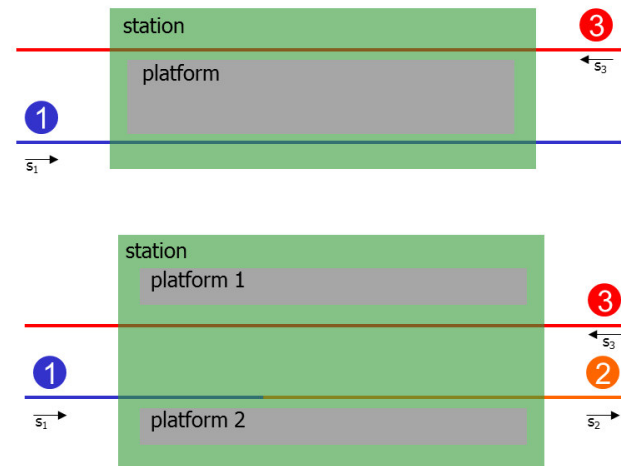 station
3
platform
s3
1
s1
station
platform 1
3
s3
1
2
platform 2
s1
s2